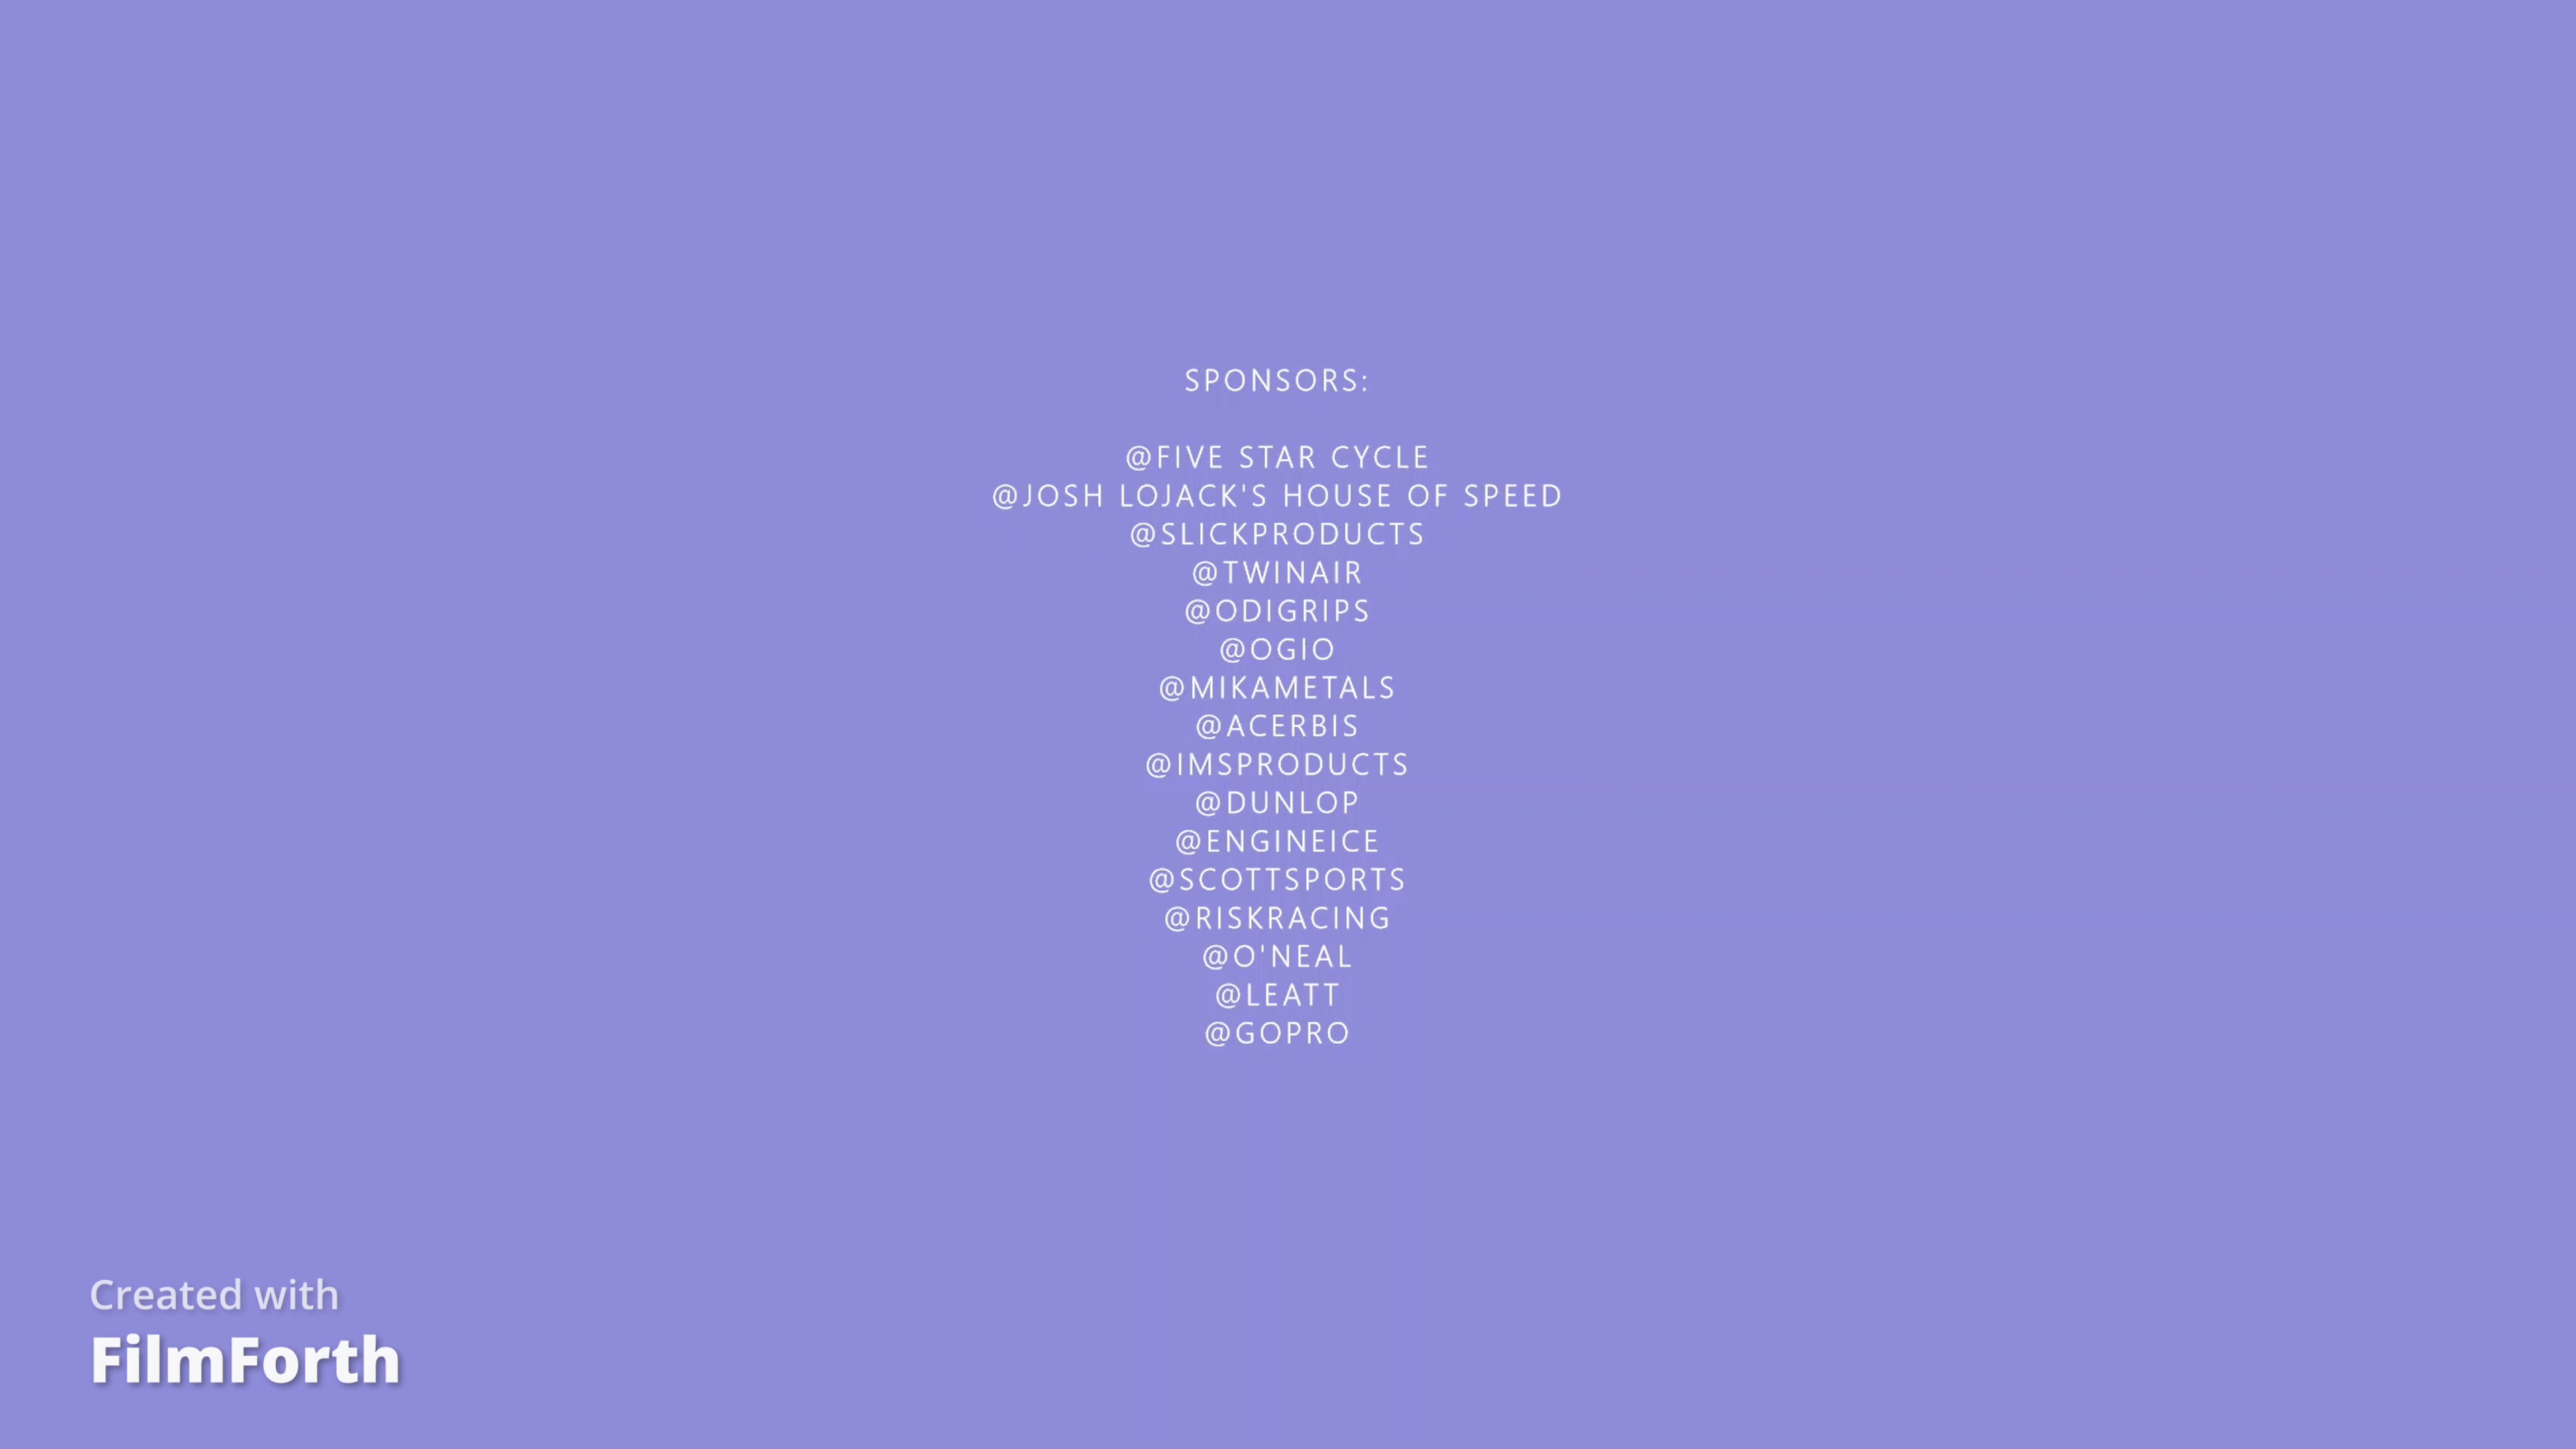 SPONSORS:
@FIVE STAR CYCLE
@JOSH LOJACK'S HOUSE OF SPEED
@SLICKPRODUCTS
@TWINAIR
@ODIGRIPS
@OGIO
@MIKAMETALS
@ACERBIS
@IMSPRODUCTS
@DUNLOP
@ENGINEICE
@SCOTTSPORTS
@RISKRACING
@O'NEAL
@LEATT
@GOPRO
Created with
FilmForth